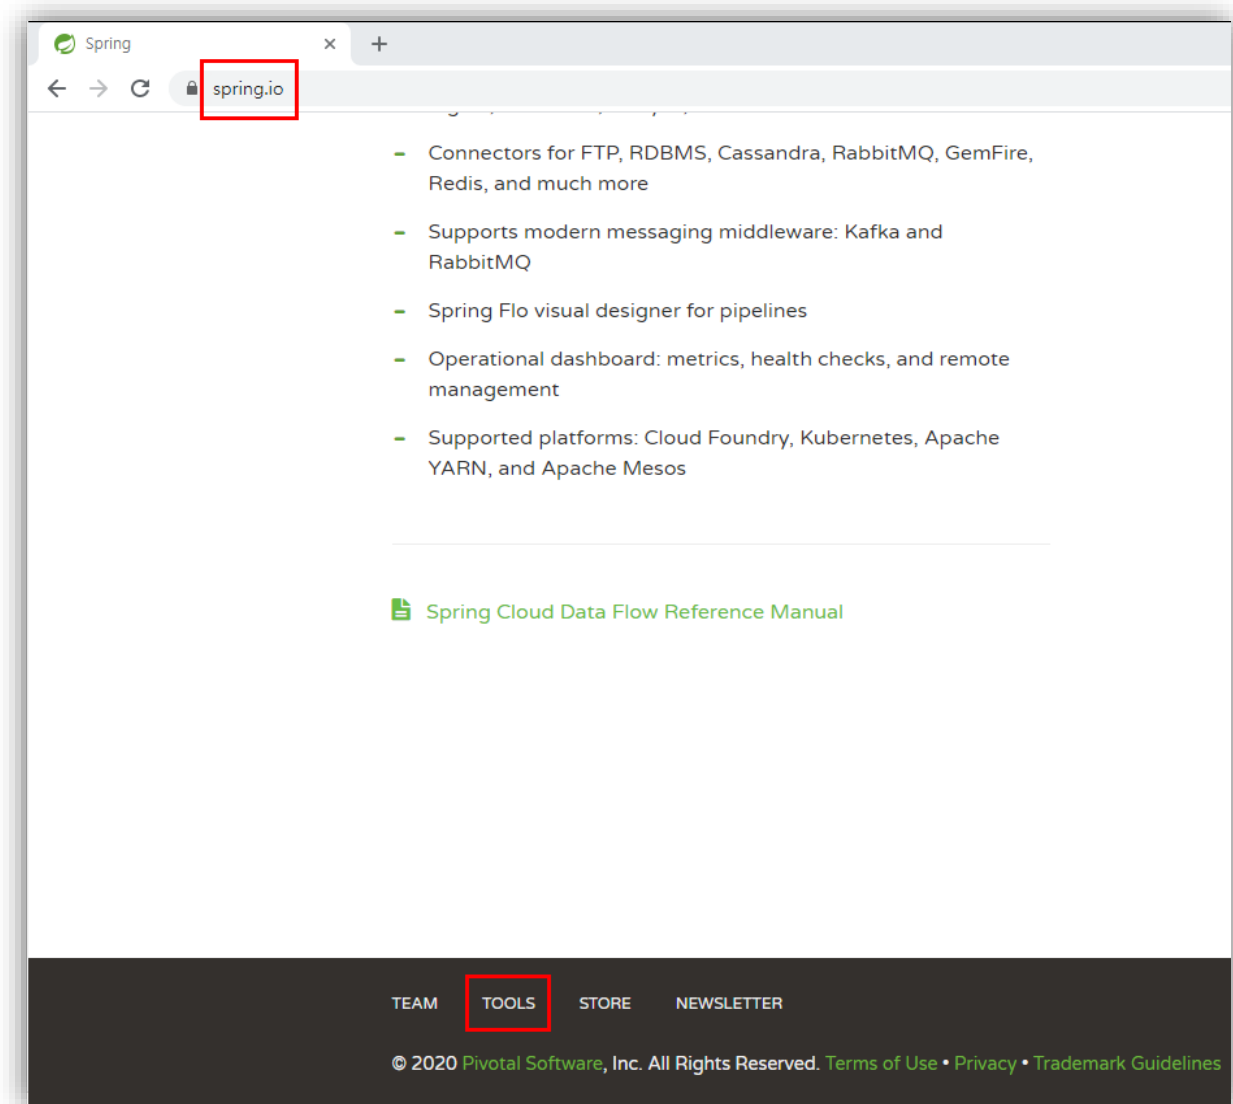 Spring
spring.io
Connectors for FTP, RDBMS, Cassandra, RabbitMQ, GemFire,
Redis, and much more
Supports modern messaging middleware: Kafka and
RabbitMQ
Spring Flo visual designer for pipelines
Operational dashboard: metrics, health checks, and remote
management
Supported platforms: Cloud Foundry, Kubernetes, Apache
YARN, and Apache Mesos
Spring Cloud Data Flow Reference Manual
TEAM TOOLS STORE NEWSLETTER
© 2020 Pivotal Software, Inc. All Rights Reserved. Terms of Use • Privacy • Trademark Guidelines